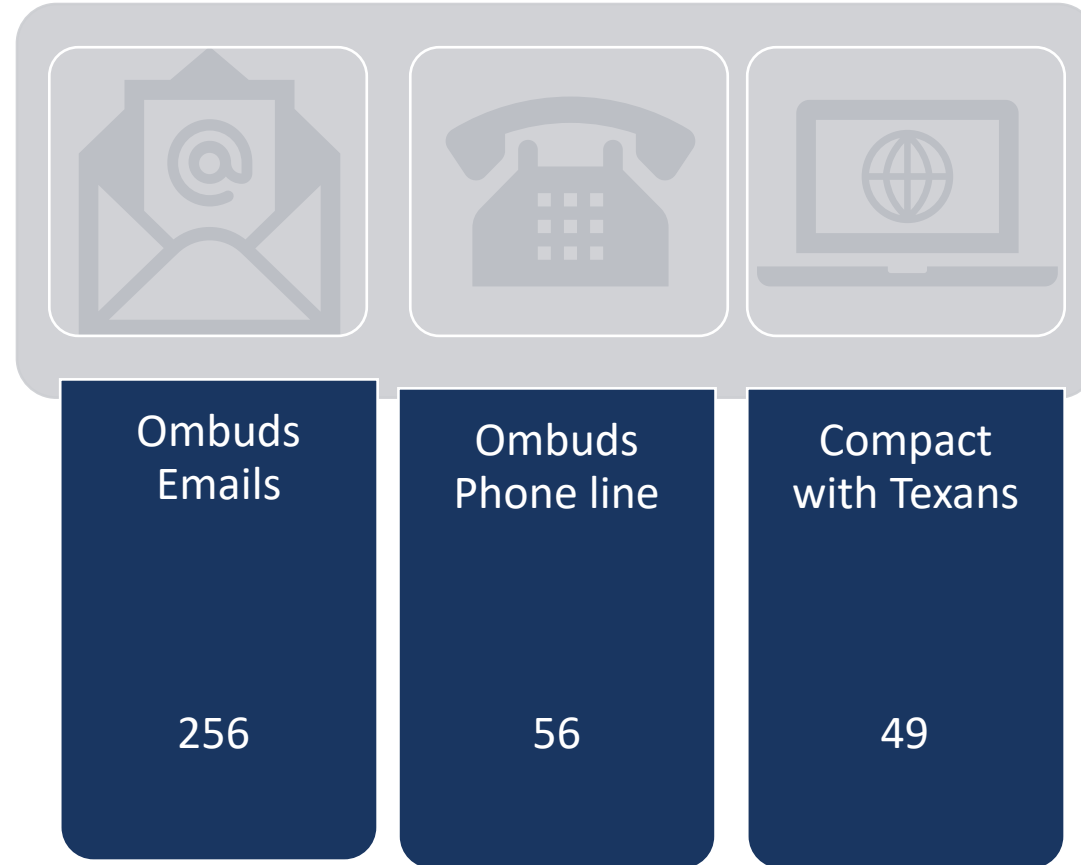 @
Ombuds
Emails
256
Ombuds
Phone line
56
Compact
with Texans
49